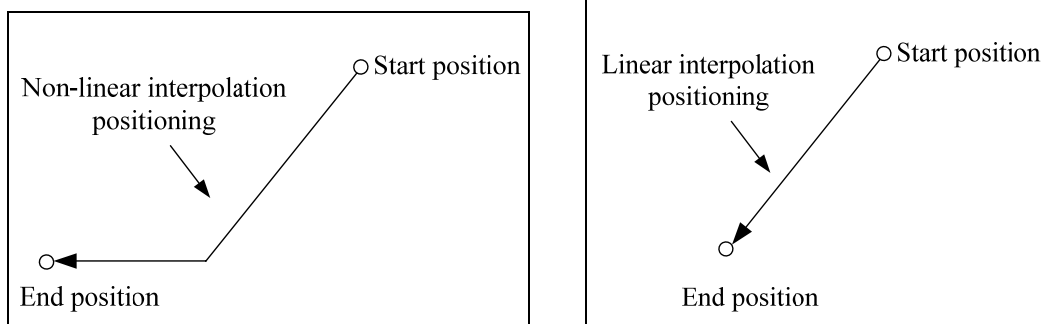 Start position
Non-linear interpolation
positioning
End position
Start position
Linear interpolation
positioning
End position